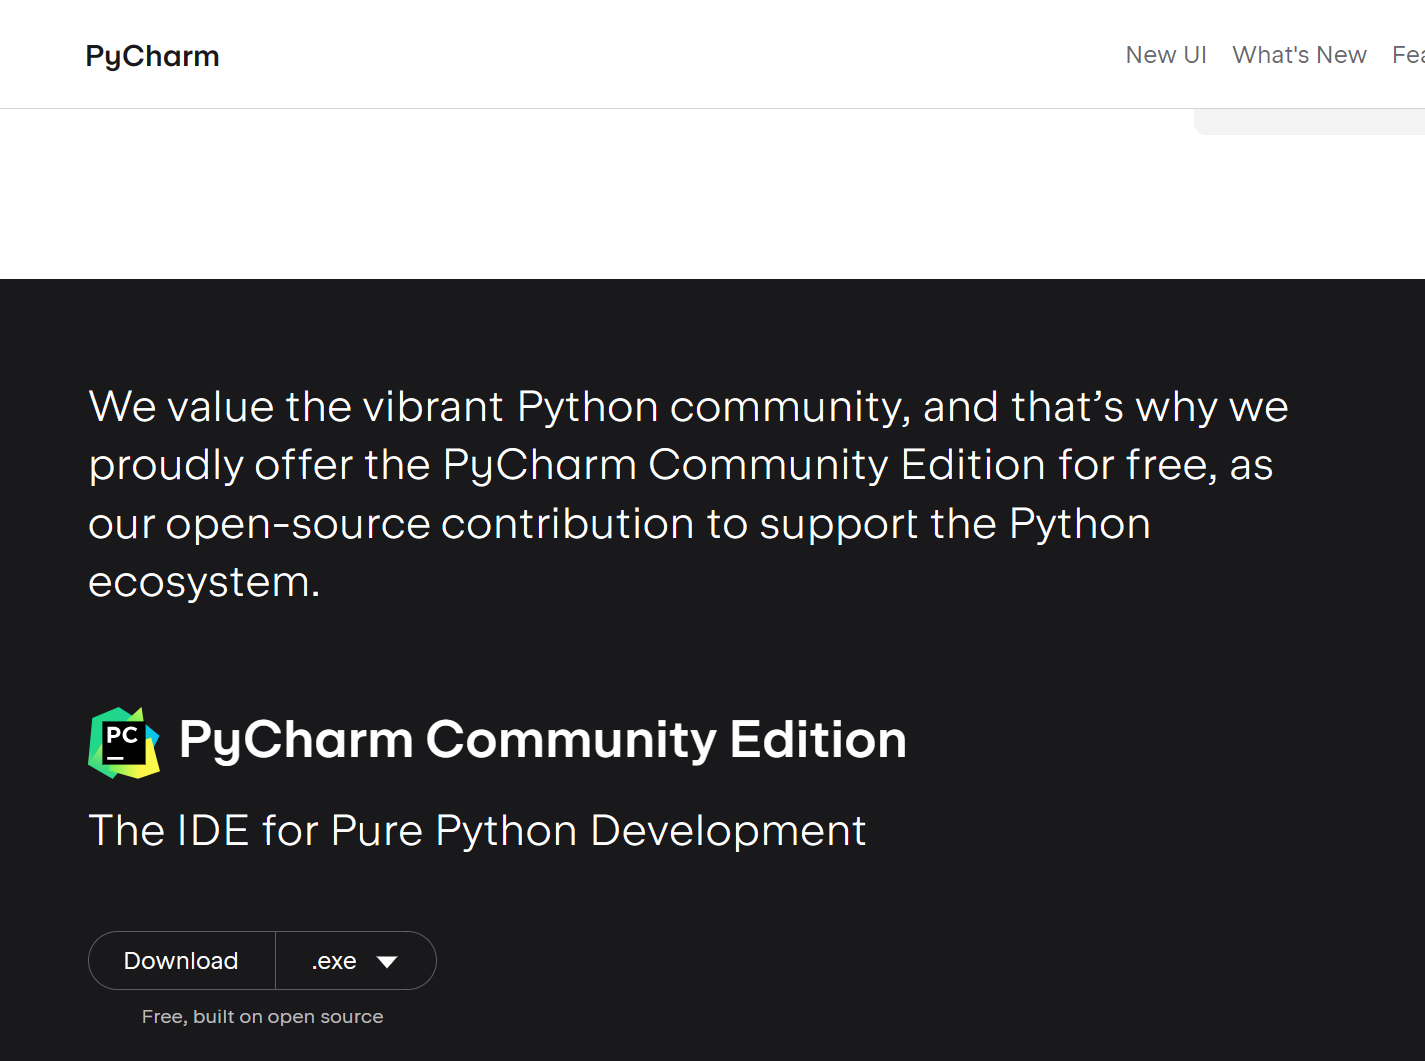 PyCharm
New UI What's New Fea
We value the vibrant Python community, and that’s why we
proudly offer the PyCharm Community Edition for free, as
our open-source contribution to support the Python
ecosystem.
PC
PyCharm Community Edition
The IDE for Pure Python Development
Download .exe
Free, built on open source